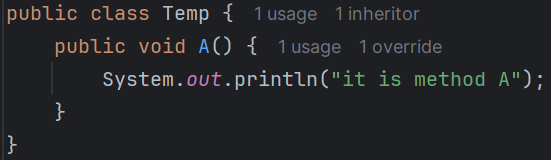 public class Temp { 1 usage 1 inheritor
public void A() { 1 usage 1 override
System.out.println("it is method A");
}
}